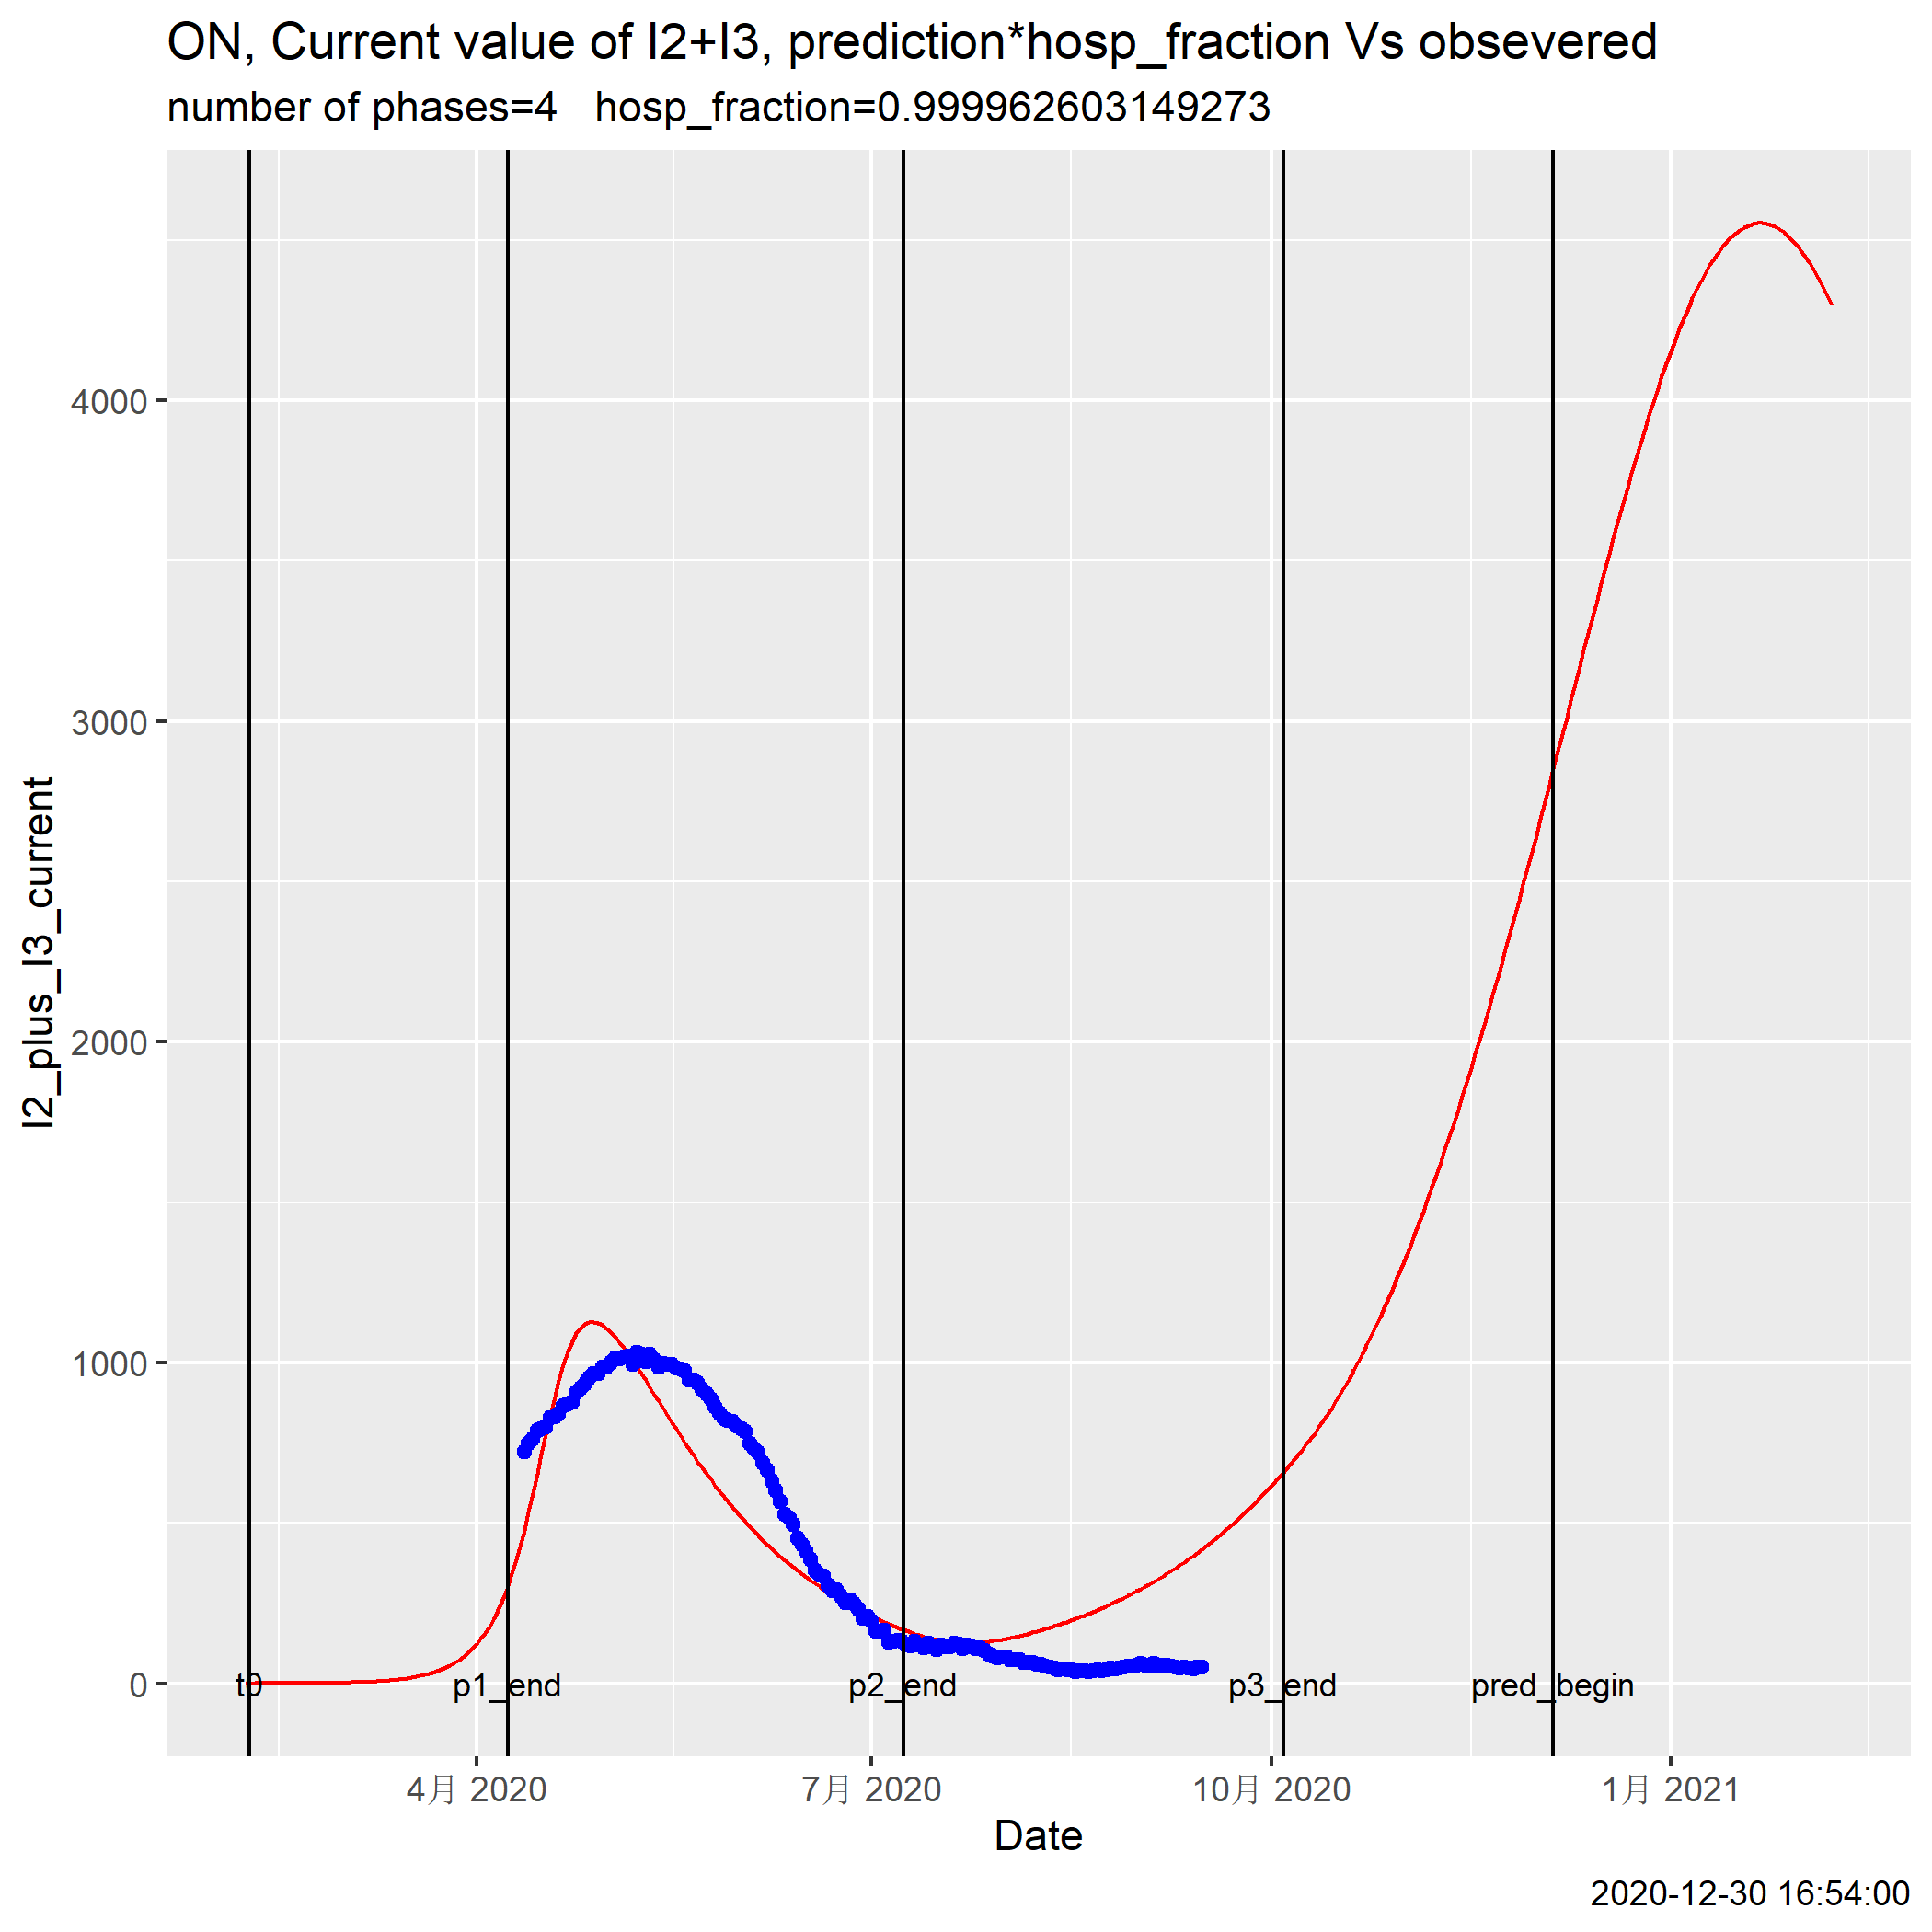 ON, Current value of I2+I3, prediction*hosp_fraction Vs obsevered
number of phases=4   hosp_fraction=0.999962603149273
I2_plus_I3_current
4000
3000
2000
1000
0
t0
p1_end
p2_end
p3_end
pred_begin
4月 2020
7月 2020
10月 2020
1月 2021
Date
2020-12-30 16:54:00